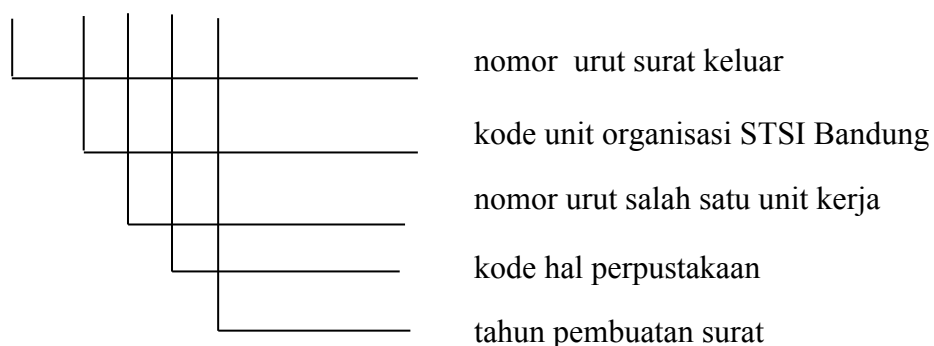 nomor urut surat keluar
kode unit organisasi STSI Bandung
nomor urut salah satu unit kerja
kode hal perpustakaan
tahun pembuatan surat